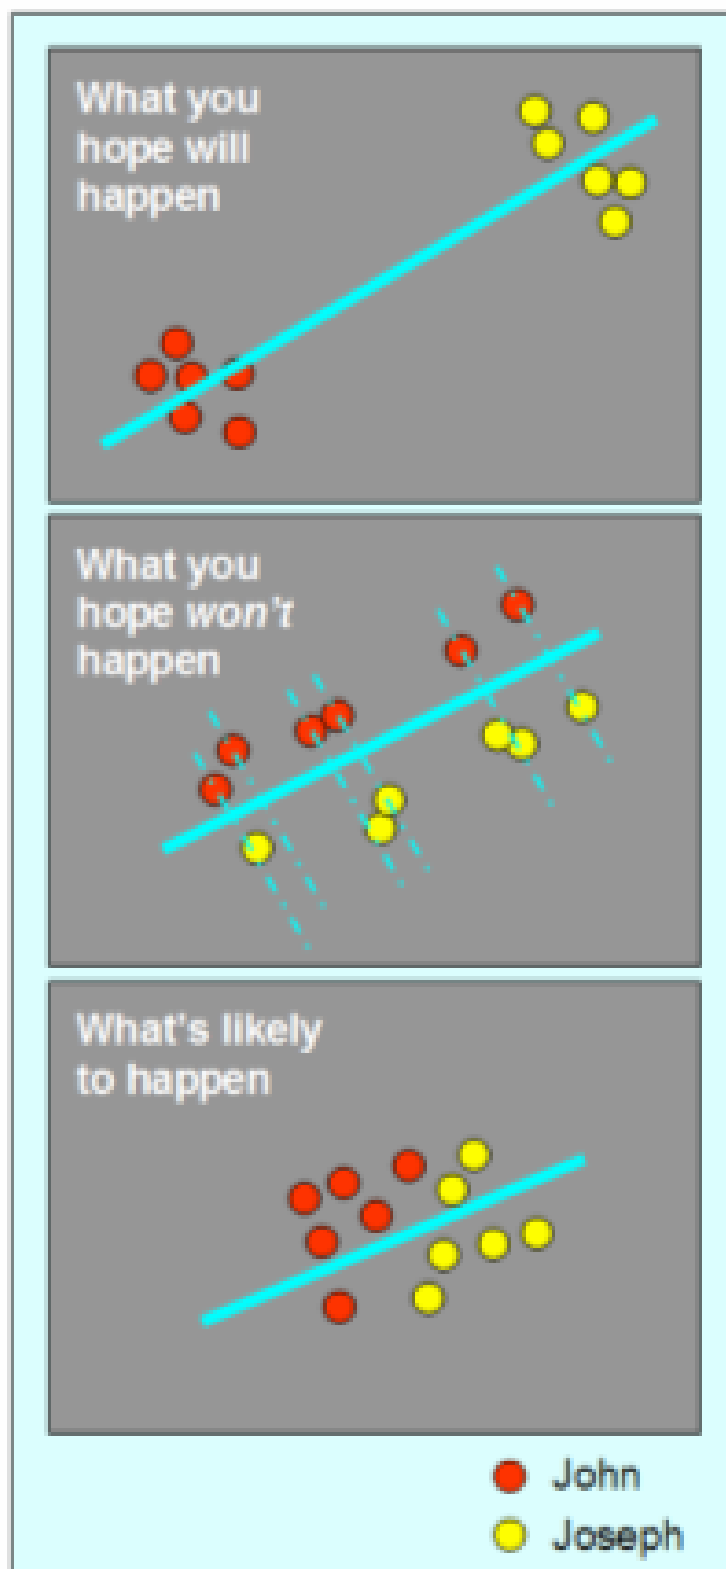 What you
hope will
happen
What you
hope won't
happen
What's likely
to happen
John
Joseph